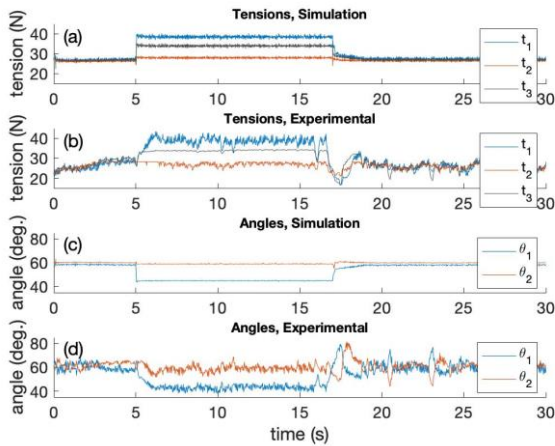 Tensions, Simulation
tension (N)
40
30
20
(a)
t1
t2
t3
0 5 10 15 20 25 30
Tensions, Experimental
tension (N)
40
30
20
(b)
t1
t2
t3
0 5 10 15 20 25 30
Angles, Simulation
angle (deg.)
80
60
40
(c)
θ1
θ2
0 5 10 15 20 25 30
Angles, Experimental
angle (deg.)
80
60
40
(d)
θ1
θ2
0 5 10 15 20 25 30
time (s)